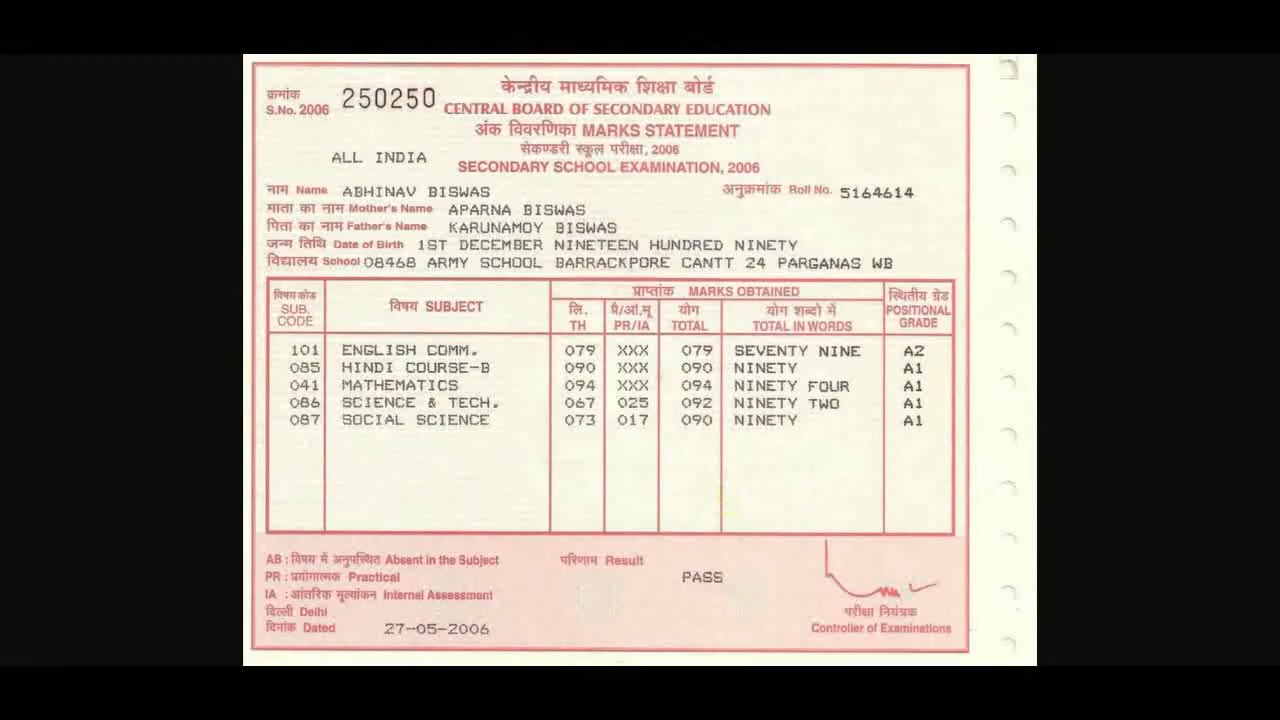 केन्द्रीय माध्यमिक शिक्षा बोर्ड
क्रमांक
S.No. 2006 250250 CENTRAL BOARD OF SECONDARY EDUCATION
अंक विवरणिका MARKS STATEMENT
सेकण्डरी स्कूल परीक्षा, 2006
ALL INDIA
SECONDARY SCHOOL EXAMINATION, 2006
नाम Name ABHINAV BISWAS अनुक्रमांक Roll No. 5164614
माता का नाम Mother's Name APARNA BISWAS
पिता का नाम Father's Name KARUNAMOY BISWAS
जन्म तिथि Date of Birth 1ST DECEMBER NINETEEN HUNDRED NINETY
विद्यालय School 08468 ARMY SCHOOL BARRACKPORE CANTT 24 PARGANAS WB
विषय कोड SUB. CODE विषय SUBJECT प्राप्तांक MARKS OBTAINED स्थितीय ग्रेड POSITIONAL GRADE
लि. TH प्रै/आं.मू PR/IA योग TOTAL योग शब्दो में TOTAL IN WORDS
101 ENGLISH COMM. 079 XXX 079 SEVENTY NINE A2
085 HINDI COURSE-B 090 XXX 090 NINETY A1
041 MATHEMATICS 094 XXX 094 NINETY FOUR A1
086 SCIENCE & TECH. 067 025 092 NINETY TWO A1
087 SOCIAL SCIENCE 073 017 090 NINETY A1
AB : विषय में अनुपस्थित Absent in the Subject परिणाम Result
PR : प्रयोगात्मक Practical PASS
IA : आंतरिक मूल्यांकन Internal Assessment
दिल्ली Delhi परीक्षा नियंत्रक
दिनांक Dated 27-05-2006 Controller of Examinations